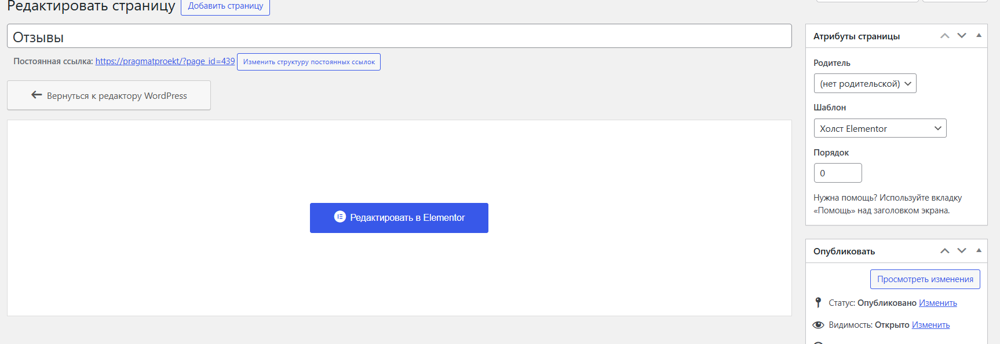 Редактировать страницу Добавить страницу
Отзывы
Постоянная ссылка: https://pragmatproekt/?page_id=439 Изменить структуру постоянных ссылок
Вернуться к редактору WordPress
Редактировать в Elementor
Атрибуты страницы
Родитель
(нет родительской)
Шаблон
Холст Elementor
Порядок
0
Нужна помощь? Используйте вкладку
«Помощь» над заголовком экрана.
Опубликовать
Просмотреть изменения
Статус: Опубликовано Изменить
Видимость: Открыто Изменить